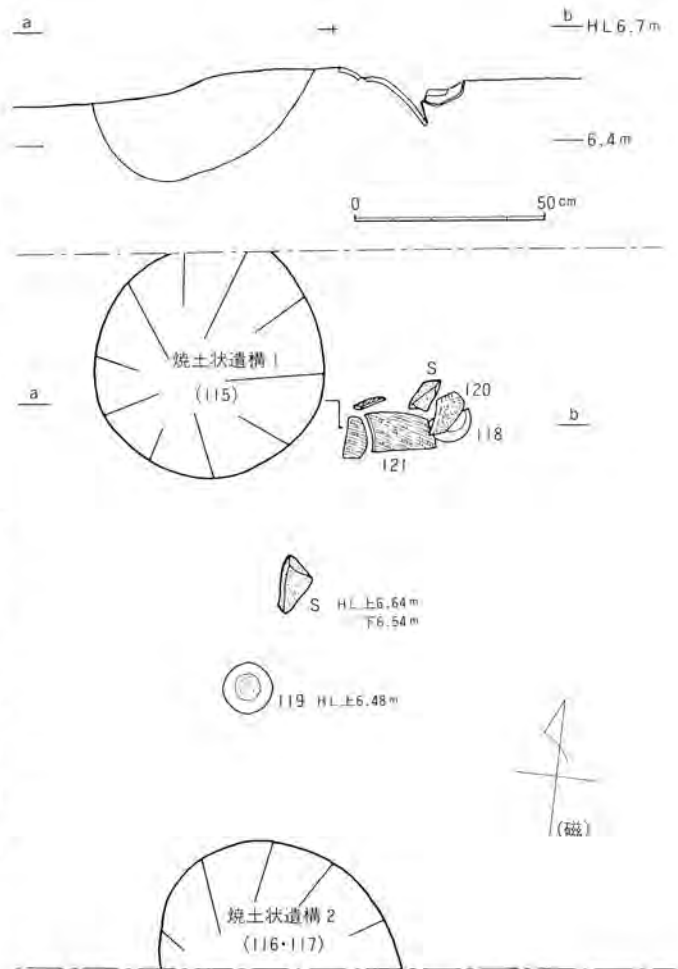 a
b
HL6.7m
6.4m
0
50cm
焼土状遺構1
(115)
a
b
S
120
118
121
S
HL上6.64m
下6.54m
119 HL上6.48m
(磁)
焼土状遺構2
(116・117)